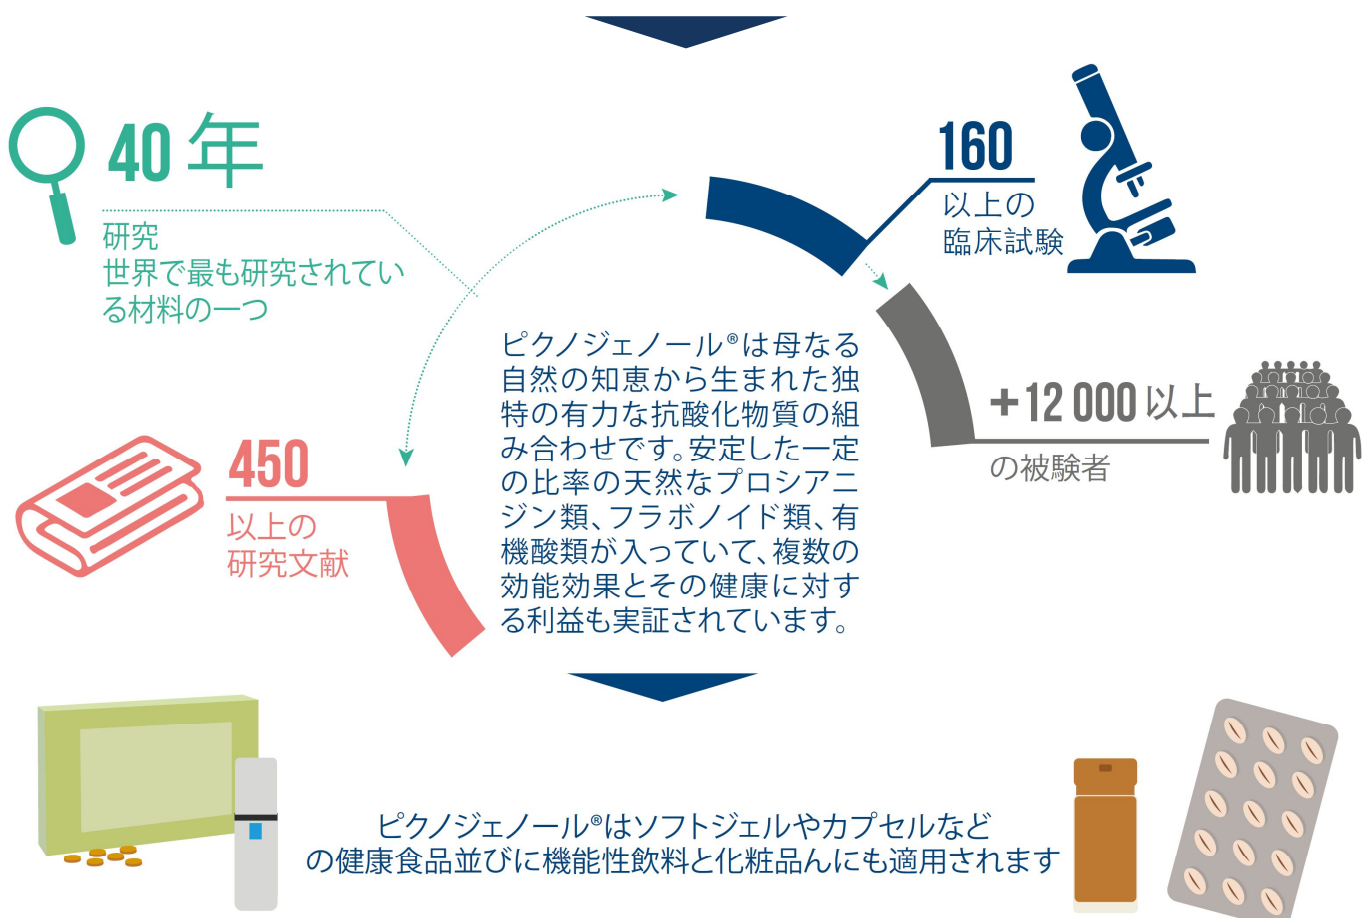 40 年
研究
世界で最も研究されてい
る材料の一つ
160
以上の
臨床試験
+12 000 以上
の被験者
450
以上の
研究文献
ピクノジェノール®は母なる
自然の知恵から生まれた独
特の有力な抗酸化物質の組
み合わせです。安定した一定
の比率の天然なプロシアニ
ジン類、フラボノイド類、有
機酸類が入っていて、複数の
効能効果とその健康に対す
る利益も実証されています。
ピクノジェノール®はソフトジェルやカプセルなど
の健康食品並びに機能性飲料と化粧品んにも適用されます